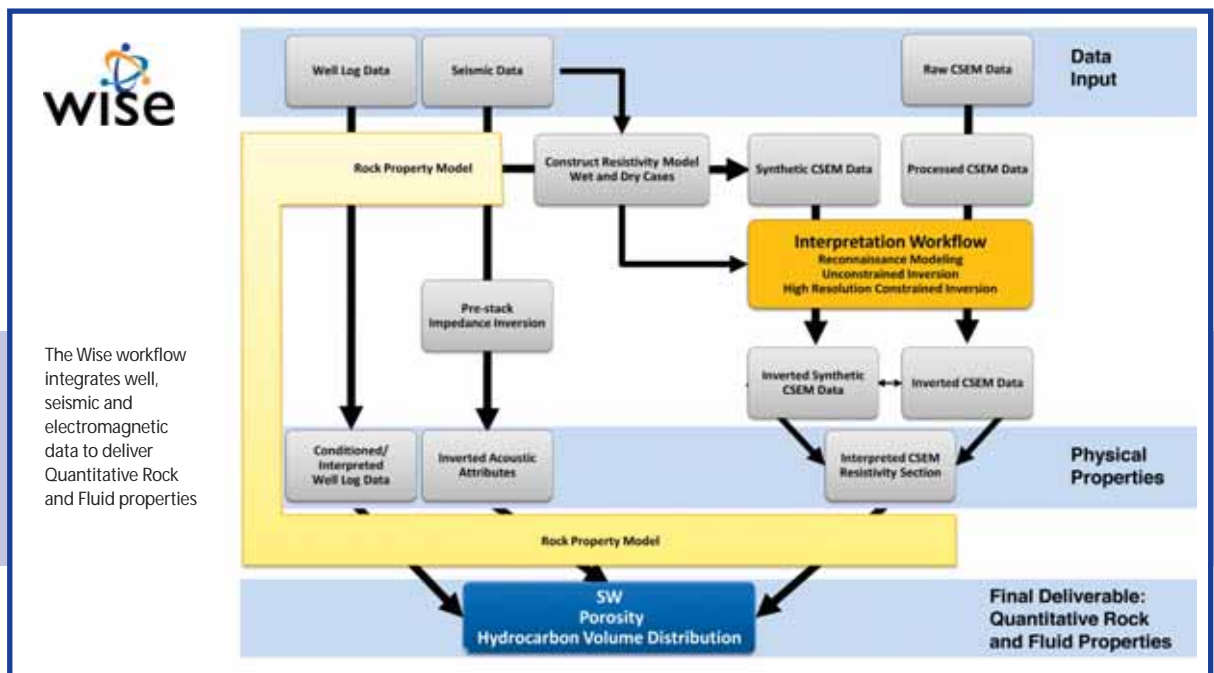 wise
The Wise workflow
integrates well,
seismic and
electromagnetic
data to deliver
Quantitative Rock
and Fluid properties
Well Log Data
Seismic Data
Raw CSEM Data
Data
Input
Rock Property Model
Construct Resistivity Model
Wet and Dry Cases
Synthetic CSEM Data
Processed CSEM Data
Interpretation Workflow
Reconnaissance Modeling
Unconstrained Inversion
High Resolution Constrained Inversion
Pre-stack
Impedance Inversion
Inverted Synthetic
CSEM Data
Inverted CSEM Data
Conditioned/
Interpreted
Well Log Data
Inverted Acoustic
Attributes
Interpreted CSEM
Resistivity Section
Physical
Properties
Rock Property Model
SW
Porosity
Hydrocarbon Volume Distribution
Final Deliverable:
Quantitative Rock
and Fluid Properties